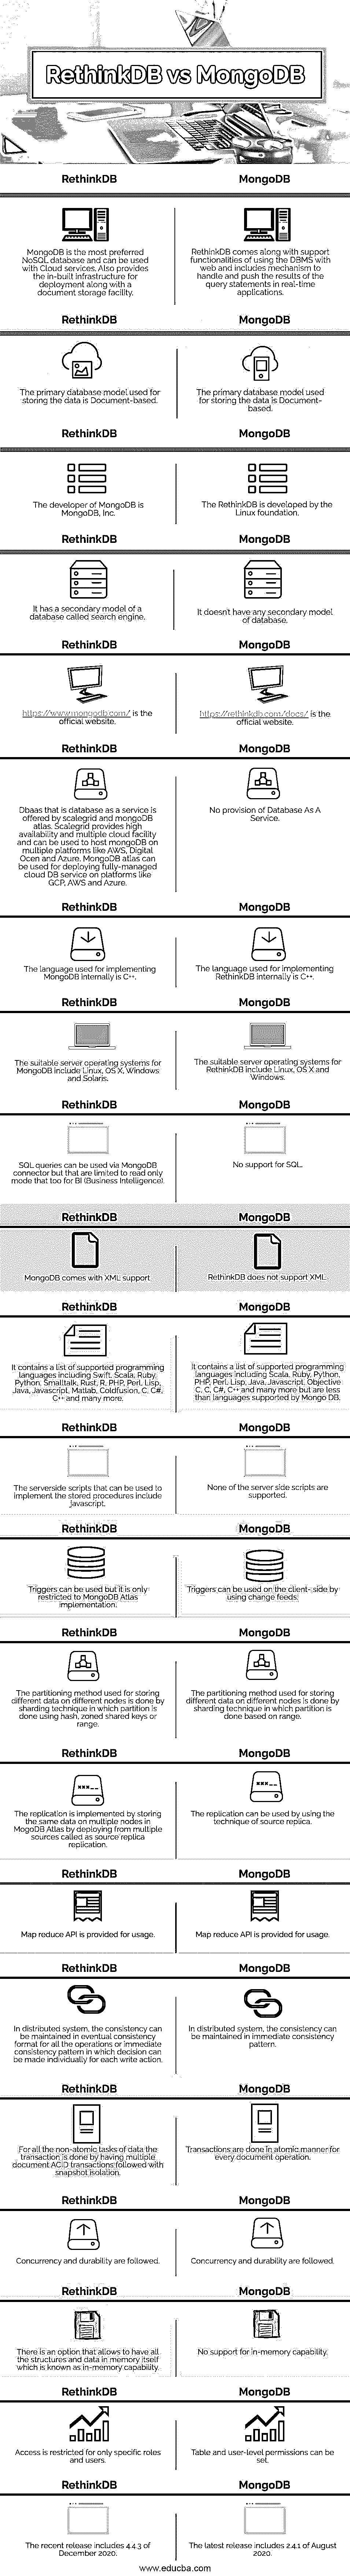 RethinkDB vs MongoDB
RethinkDB
MongoDB
MongoDB is the most preferred
NoSQL database and can be used
with Cloud services. Also provides
the in-built infrastructure for
deployment along with a
document storage facility.
RethinkDB comes along with support
functionalities of using the DBMS with
web and includes mechanism to
handle and push the results of the
query statements in real-time
applications.
RethinkDB
MongoDB
The primary database model used for
storing the data is Document-based.
The primary database model used
for storing the data is Document-
based.
RethinkDB
MongoDB
The developer of MongoDB is
MongoDB, Inc.
The RethinkDB is developed by the
Linux foundation.
RethinkDB
MongoDB
It has a secondary model of a
database called search engine.
It doesn't have any secondary model
of database.
RethinkDB
MongoDB
https://www.mongodb.com/ is the
official website.
https://rethinkdb.com/docs/ is the
official website.
RethinkDB
MongoDB
Dbaas that is database as a service is
offered by scalegrid and mongoDB
atlas. Scalegrid provides high
availability and multiple cloud facility
and can be used to host mongoDB on
multiple platforms like AWS, Digital
Ocen and Azure. MongoDB atlas can
be used for deploying fully-managed
cloud DB service on platforms like
GCP, AWS and Azure.
No provision of Database As A
Service.
RethinkDB
MongoDB
The language used for implementing
MongoDB internally is C++.
The language used for implementing
RethinkDB internally is C++.
RethinkDB
MongoDB
The suitable server operating systems for
MongoDB include Linux, OS X, Windows
and Solaris.
The suitable server operating systems for
RethinkDB include Linux, OS X and
Windows.
RethinkDB
MongoDB
SQL queries can be used via MongoDB
connector but that are limited to read only
mode that too for BI (Business Intelligence).
No support for SQL.
RethinkDB
MongoDB
MongoDB comes with XML support
RethinkDB does not support XML.
RethinkDB
MongoDB
It contains a list of supported programming
languages including Swift, Scala, Ruby,
Python, Smalltalk, Rust, R, PHP, Perl, Lisp,
Java, Javascript, Matlab, Coldfusion, C, C#,
C++ and many more.
It contains a list of supported programming
languages including Scala, Ruby, Python,
PHP, Perl, Lisp, Java, Javascript, Objective
C, C, C#, C++ and many more but are less
than languages supported by Mongo DB.
RethinkDB
MongoDB
The serverside scripts that can be used to
implement the stored procedures include
Javascript.
None of the server side scripts are
supported.
RethinkDB
MongoDB
Triggers can be used but it is only
restricted to MongoDB Atlas
implementation.
Triggers can be used on the client-side by
using change feeds.
RethinkDB
MongoDB
The partitioning method used for storing
different data on different nodes is done by
sharding technique in which partition is
done using hash, zoned shared keys or
range.
The partitioning method used for storing
different data on different nodes is done by
sharding technique in which partition is
done based on range.
RethinkDB
MongoDB
The replication is implemented by storing
the same data on multiple nodes in
MogoDB Atlas by deploying from multiple
sources called as source replica
replication.
The replication can be used by using the
technique of source replica.
RethinkDB
MongoDB
Map reduce API is provided for usage.
Map reduce API is provided for usage.
RethinkDB
MongoDB
In distributed system, the consistency can
be maintained in eventual consistency
format for all the operations or immediate
consistency pattern in which decision can
be made individually for each write action.
In distributed system, the consistency can
be maintained in immediate consistency
pattern.
RethinkDB
MongoDB
For all the non-atomic tasks of data the
transaction is done by having multiple
document ACID transactions followed with
snapshot isolation.
Transactions are done in atomic manner for
every document operation.
RethinkDB
MongoDB
Concurrency and durability are followed.
Concurrency and durability are followed.
RethinkDB
MongoDB
There is an option that allows to have all
the structures and data in memory itself
which is known as in-memory capability.
No support for in-memory capability.
RethinkDB
MongoDB
Access is restricted for only specific roles
and users.
Table and user-level permissions can be
set.
RethinkDB
MongoDB
The recent release includes 4.4.3 of
December 2020.
The latest release includes 2.4.1 of August
2020.
www.educba.com